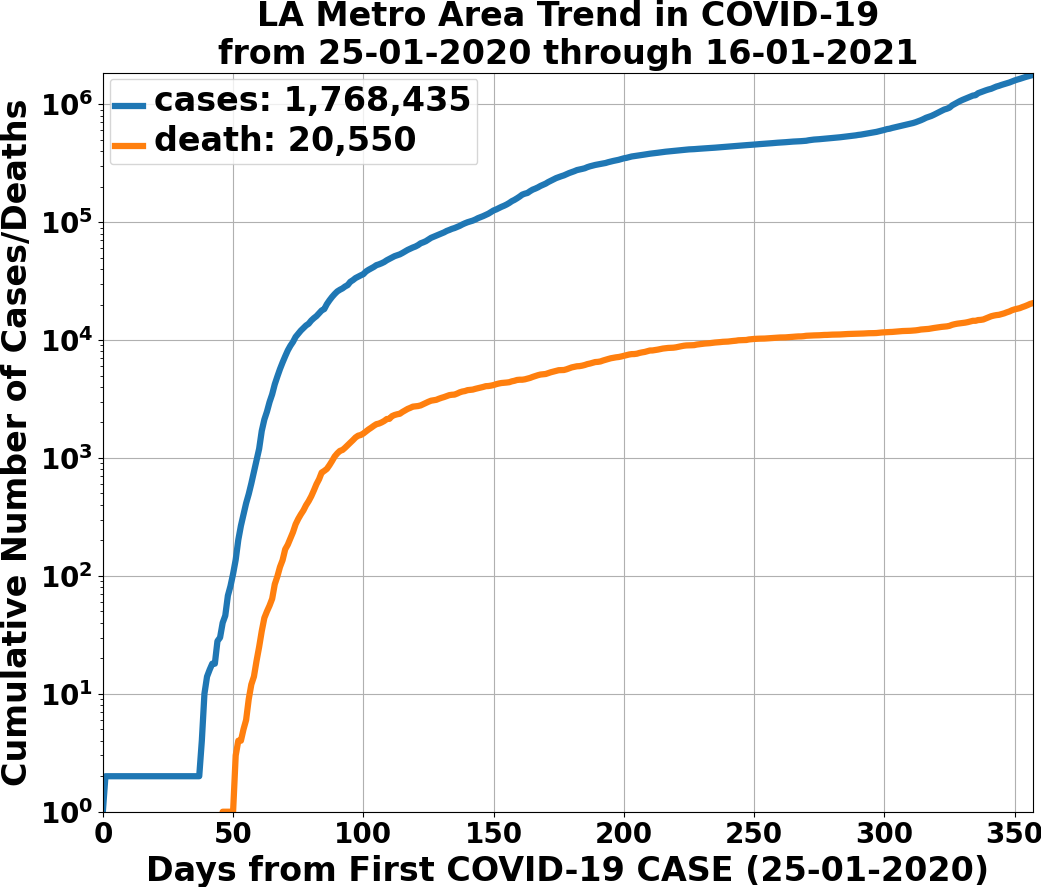 LA Metro Area Trend in COVID-19
from 25-01-2020 through 16-01-2021
cases: 1,768,435
death: 20,550
Cumulative Number of Cases/Deaths
10⁶
10⁵
10⁴
10³
10²
10¹
10⁰
0 50 100 150 200 250 300 350
Days from First COVID-19 CASE (25-01-2020)